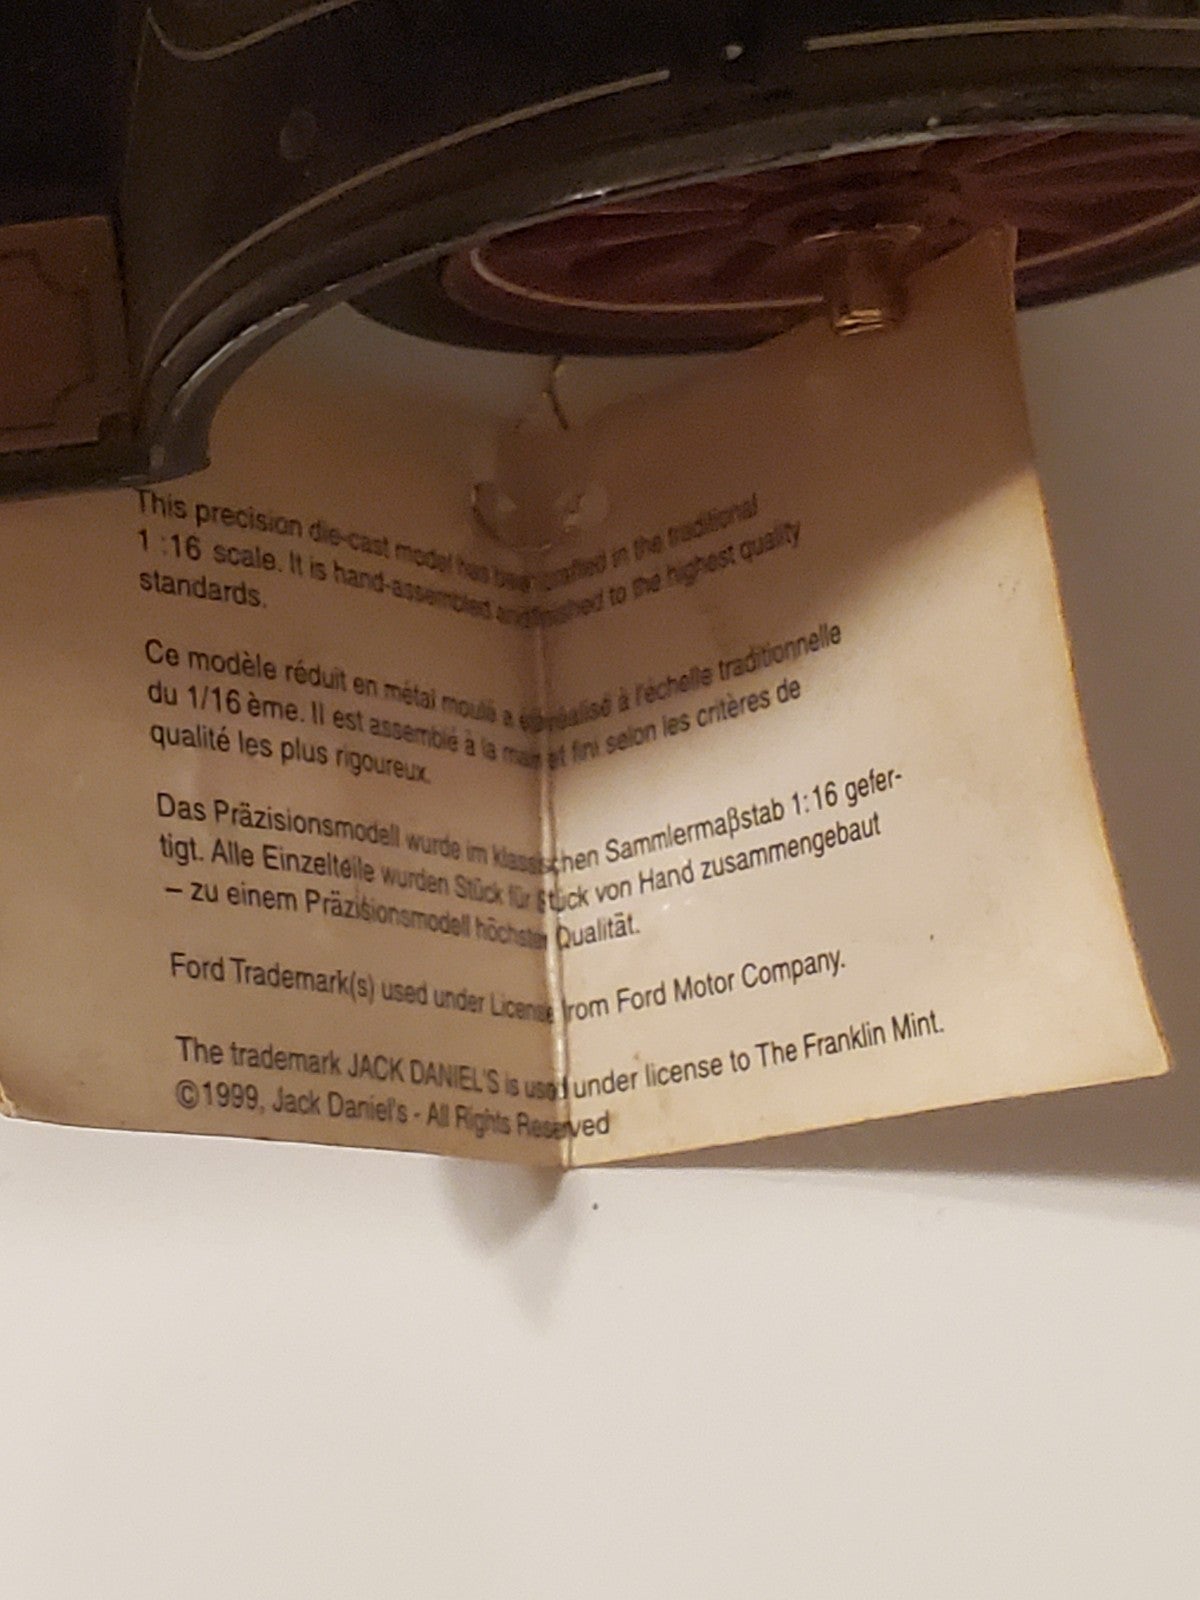 This precision die-cast model has been crafted in the traditional
1 :16 scale. It is hand-assembled and finished to the highest quality
standards.
Ce modèle réduit en métal moulé a été réalisé à l'échelle traditionnelle
du 1/16 ème. Il est assemblé à la main et fini selon les critères de
qualité les plus rigoureux.
Das Präzisionsmodell wurde im klassischen Sammlermaβstab 1:16 gefer-
tigt. Alle Einzelteile wurden Stück für Stück von Hand zusammengebaut
– zu einem Präzisionsmodell höchster Qualität.
Ford Trademark(s) used under License from Ford Motor Company.
The trademark JACK DANIEL'S is used under license to The Franklin Mint.
©1999, Jack Daniel's - All Rights Reserved